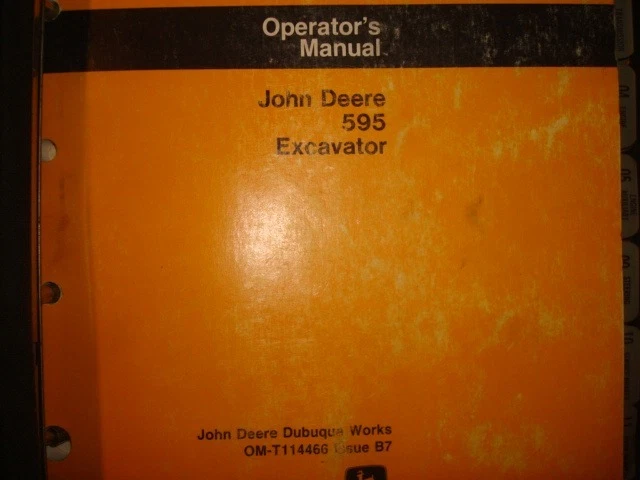 Operator's
Manual
John Deere
595
Excavator
John Deere Dubuque Works
OM-T114466 Issue B7